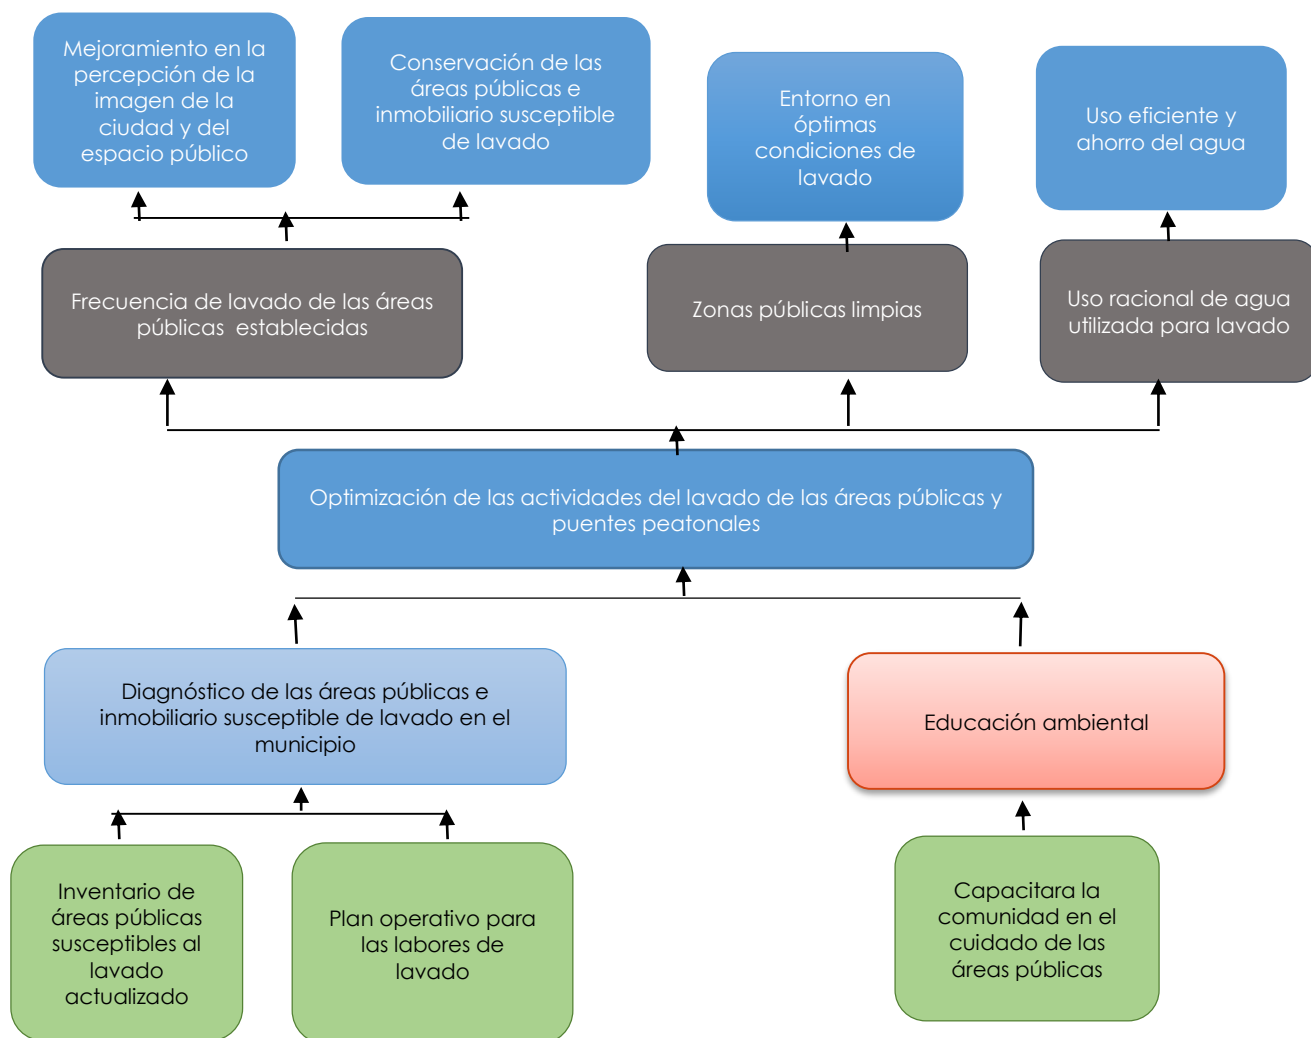 Mejoramiento en la
percepción de la
imagen de la
ciudad y del
espacio público
Conservación de las
áreas públicas e
inmobiliario susceptible
de lavado
Entorno en
óptimas
condiciones de
lavado
Uso eficiente y
ahorro del agua
Frecuencia de lavado de las áreas
públicas  establecidas
Zonas públicas limpias
Uso racional de agua
utilizada para lavado
Optimización de las actividades del lavado de las áreas públicas y
puentes peatonales
Diagnóstico de las áreas públicas e
inmobiliario susceptible de lavado en el
municipio
Educación ambiental
Inventario de
áreas públicas
susceptibles al
lavado
actualizado
Plan operativo para
las labores de
lavado
Capacitara la
comunidad en el
cuidado de las
áreas públicas